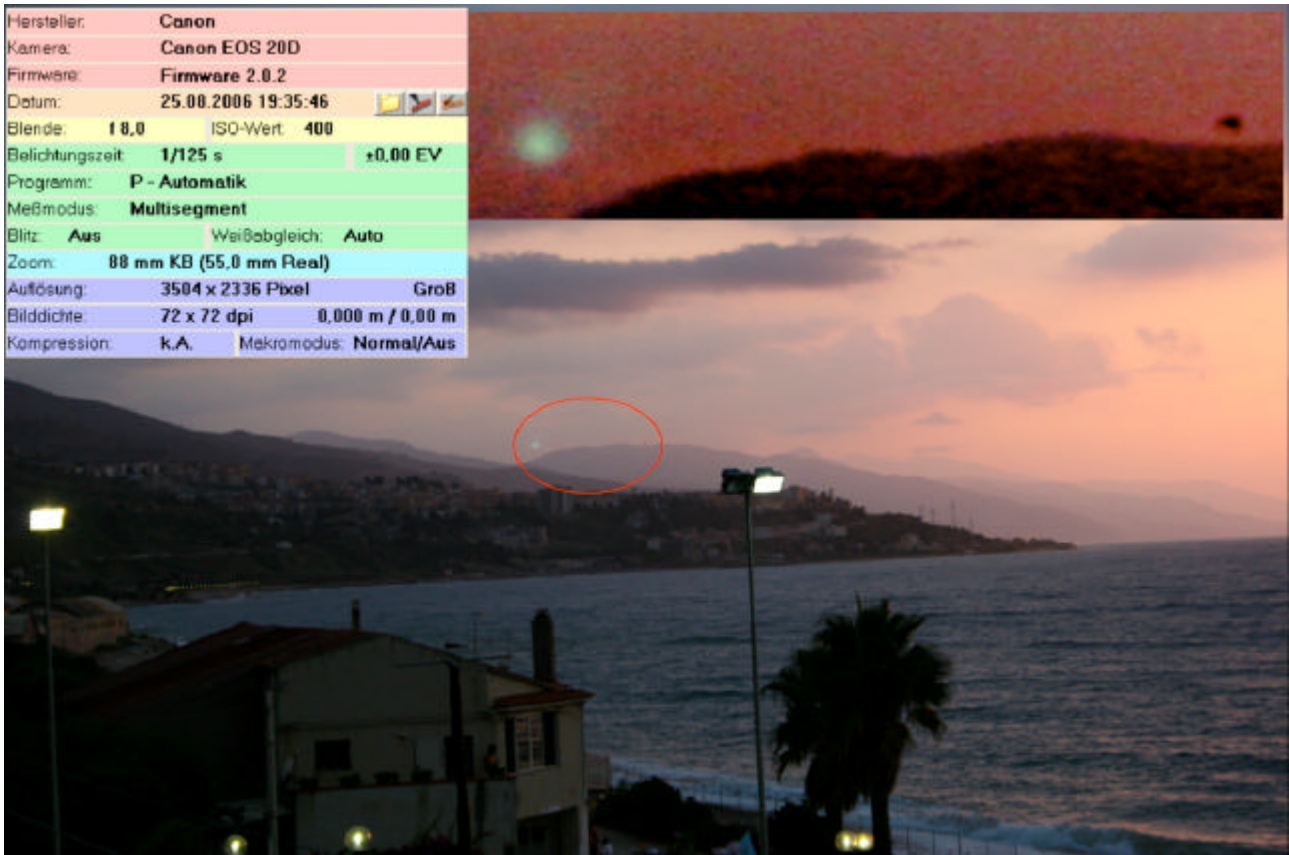 Hersteller: Canon
Kamera: Canon EOS 20D
Firmware: Firmware 2.0.2
Datum: 25.08.2006 19:35:46
Blende: f 8,0 ISO-Wert: 400
Belichtungszeit: 1/125 s ±0,00 EV
Programm: P - Automatik
Meßmodus: Multisegment
Blitz: Aus Weißabgleich: Auto
Zoom: 88 mm KB (55,0 mm Real)
Auflösung: 3504 x 2336 Pixel Groß
Bilddichte: 72 x 72 dpi 0,000 m / 0,00 m
Kompression: k.A. Makromodus: Normal/Aus